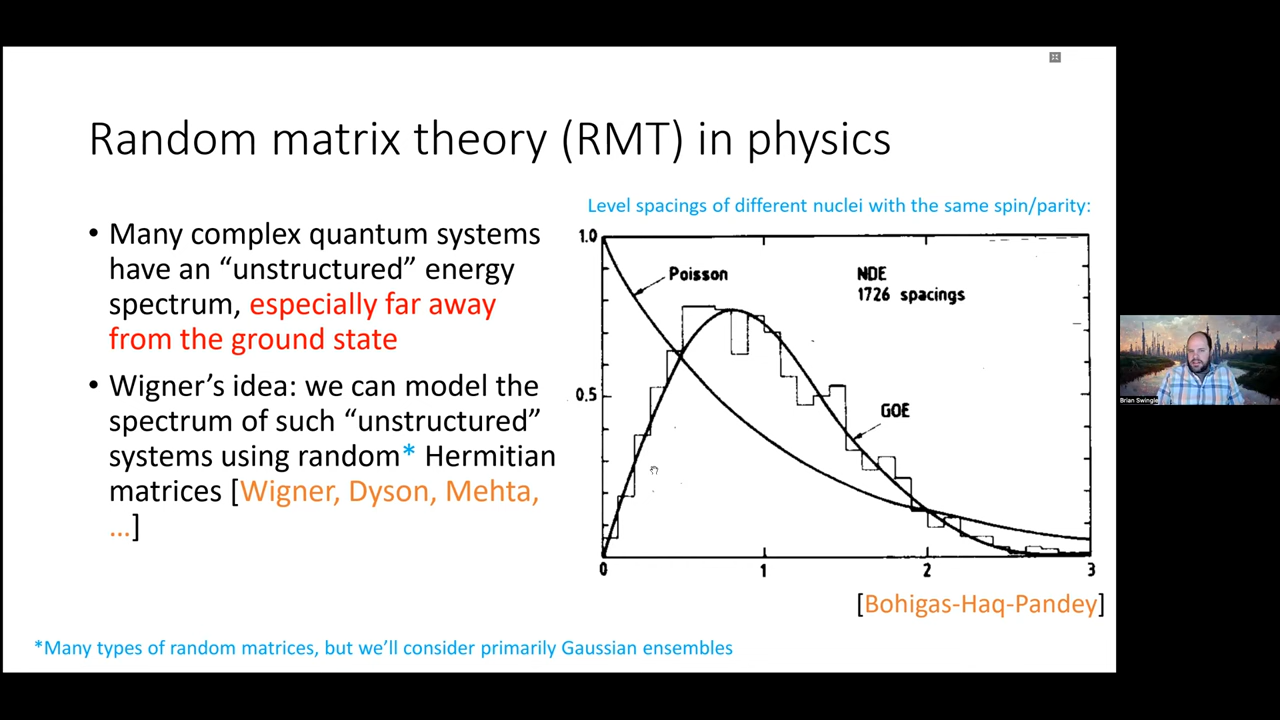 Random matrix theory (RMT) in physics
• Many complex quantum systems
have an “unstructured” energy
spectrum, especially far away
from the ground state
• Wigner’s idea: we can model the
spectrum of such “unstructured”
systems using random* Hermitian
matrices [Wigner, Dyson, Mehta,
...]
Level spacings of different nuclei with the same spin/parity:
1.0
Poisson
NDE
1726 spacings
0.5
GOE
0 1 2 3
[Bohigas-Haq-Pandey]
*Many types of random matrices, but we’ll consider primarily Gaussian ensembles
Brian Swingle